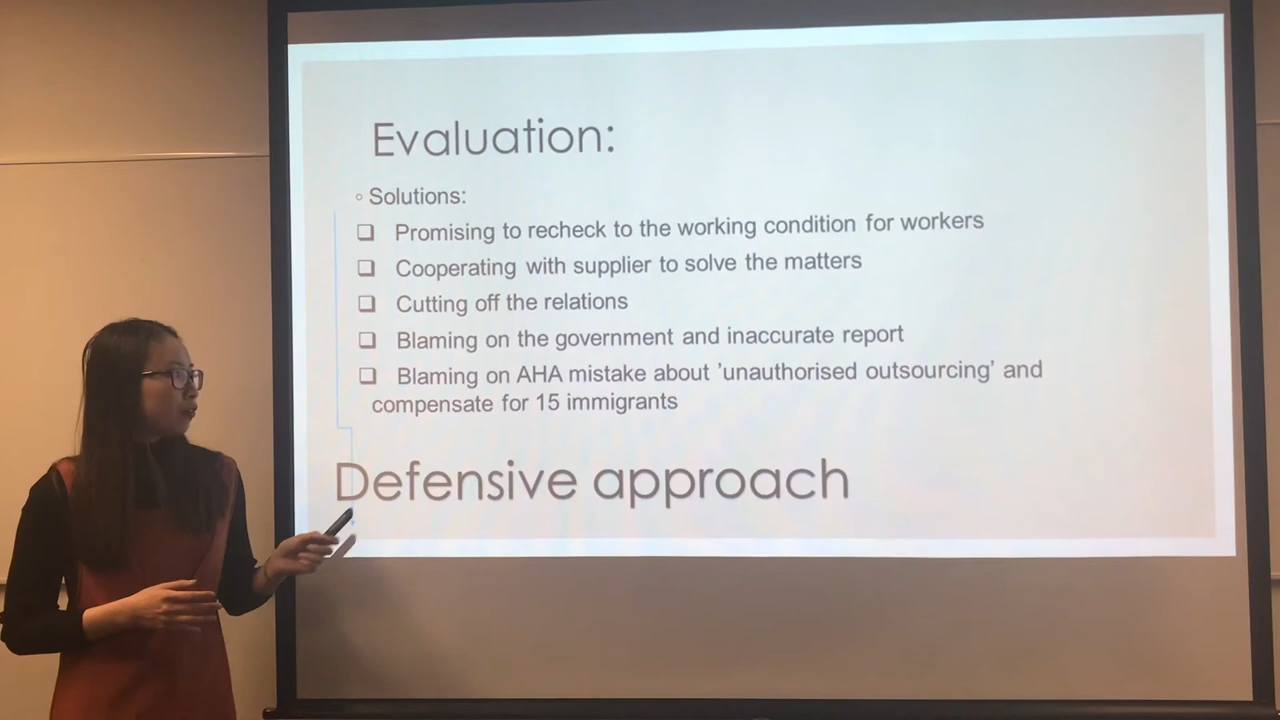 Evaluation:
◦ Solutions:
❑ Promising to recheck to the working condition for workers
❑ Cooperating with supplier to solve the matters
❑ Cutting off the relations
❑ Blaming on the government and inaccurate report
❑ Blaming on AHA mistake about ’unauthorised outsourcing’ and
compensate for 15 immigrants
Defensive approach